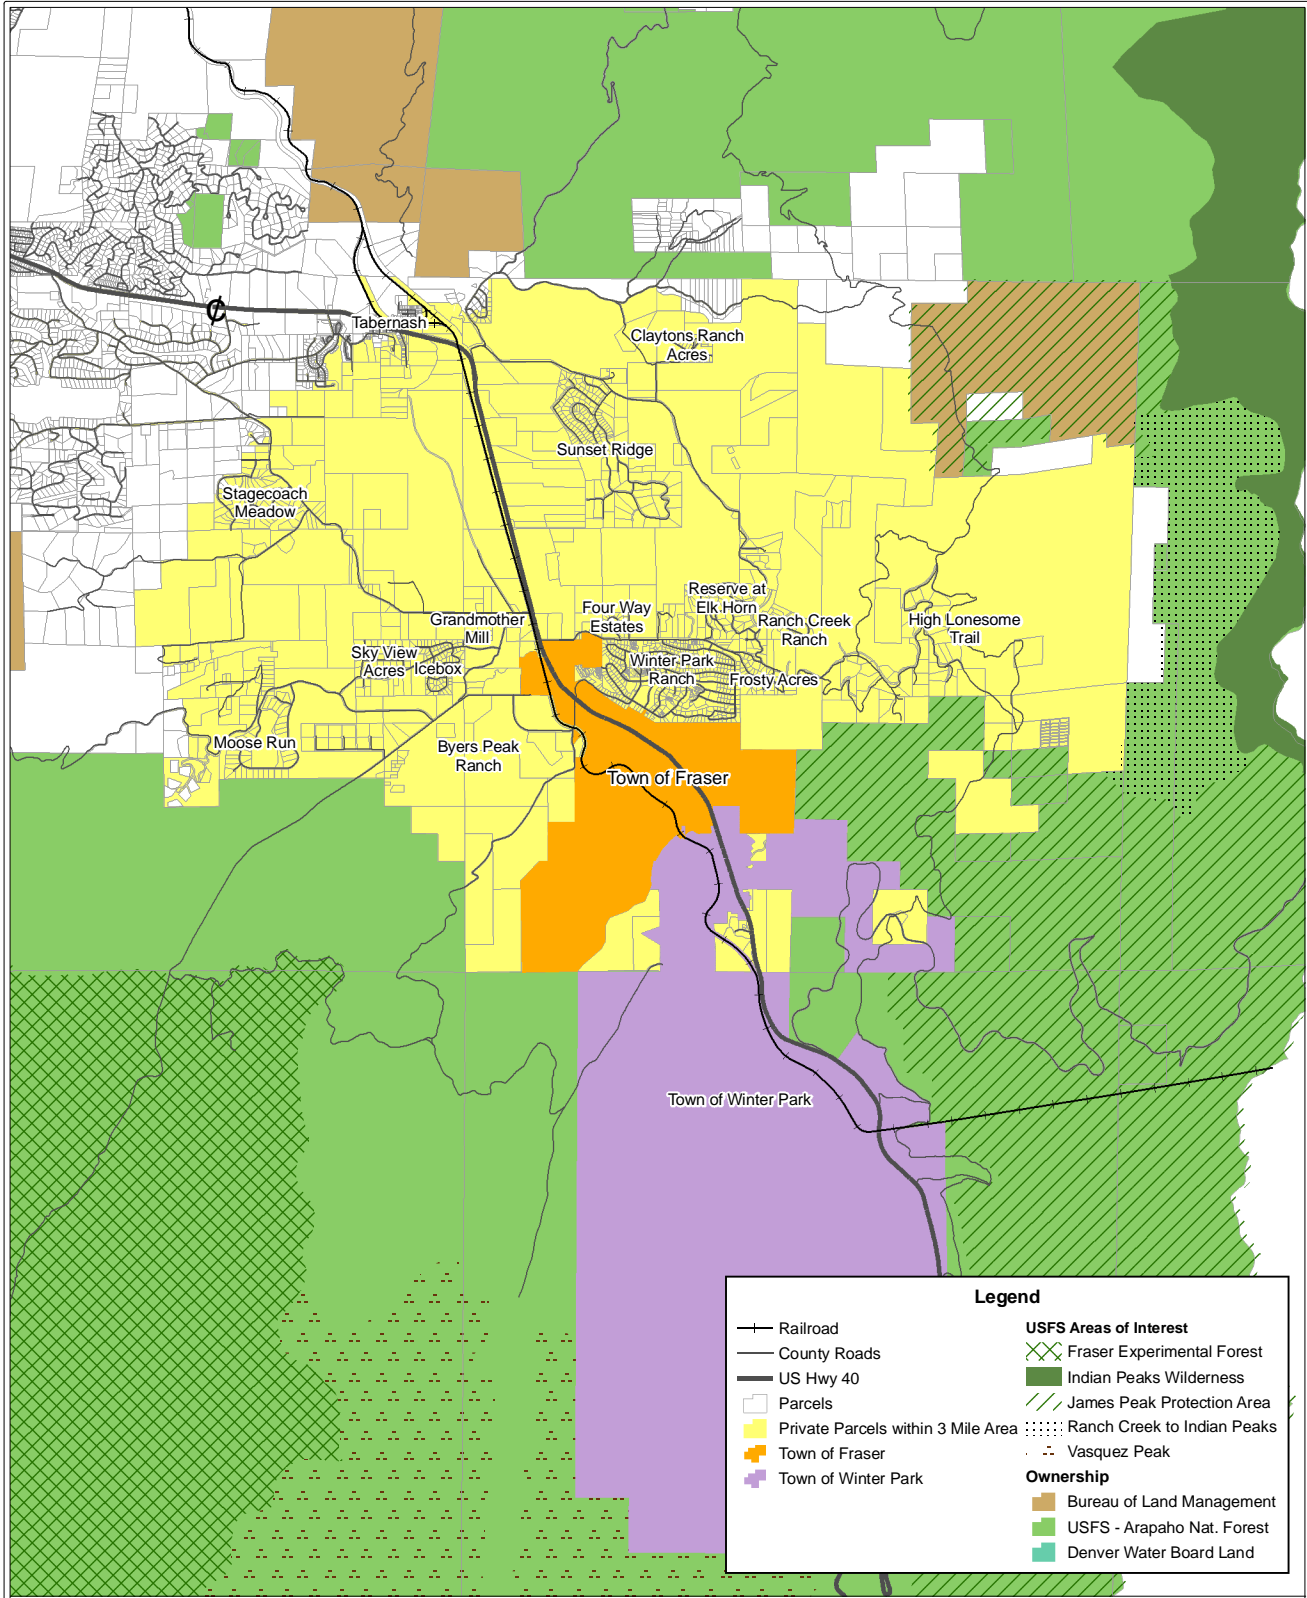 Tabernash
Claytons Ranch
Acres
Sunset Ridge
Stagecoach
Meadow
Reserve at
Elk Horn
Four Way
Estates
Grandmother
Mill
Ranch Creek
Ranch
High Lonesome
Trail
Sky View
Acres
Icebox
Winter Park
Ranch
Frosty Acres
Moose Run
Byers Peak
Ranch
Town of Fraser
Town of Winter Park
Legend
Railroad
County Roads
US Hwy 40
Parcels
Private Parcels within 3 Mile Area
Town of Fraser
Town of Winter Park
USFS Areas of Interest
Fraser Experimental Forest
Indian Peaks Wilderness
James Peak Protection Area
Ranch Creek to Indian Peaks
Vasquez Peak
Ownership
Bureau of Land Management
USFS - Arapaho Nat. Forest
Denver Water Board Land